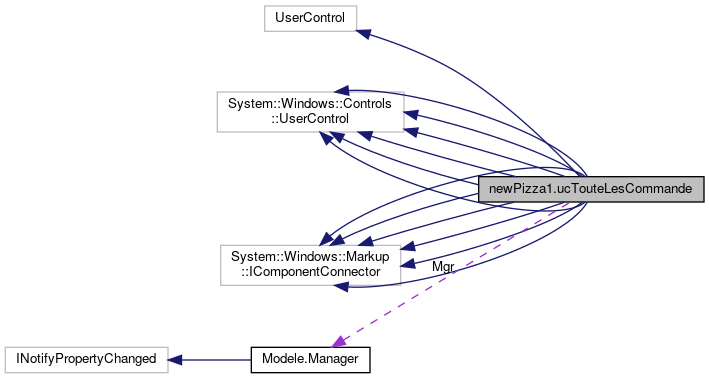 UserControl
System::Windows::Controls
::UserControl
newPizza1.ucTouteLesCommande
System::Windows::Markup
::IComponentConnector
Mgr
INotifyPropertyChanged
Modele.Manager